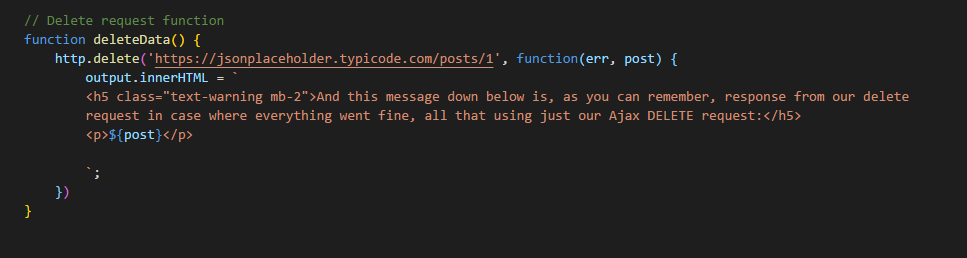 // Delete request function
function deleteData() {
    http.delete('https://jsonplaceholder.typicode.com/posts/1', function(err, post) {
        output.innerHTML = `
        <h5 class="text-warning mb-2">And this message down below is, as you can remember, response from our delete
        request in case where everything went fine, all that using just our Ajax DELETE request:</h5>
        <p>${post}</p>

        `;
    })
}